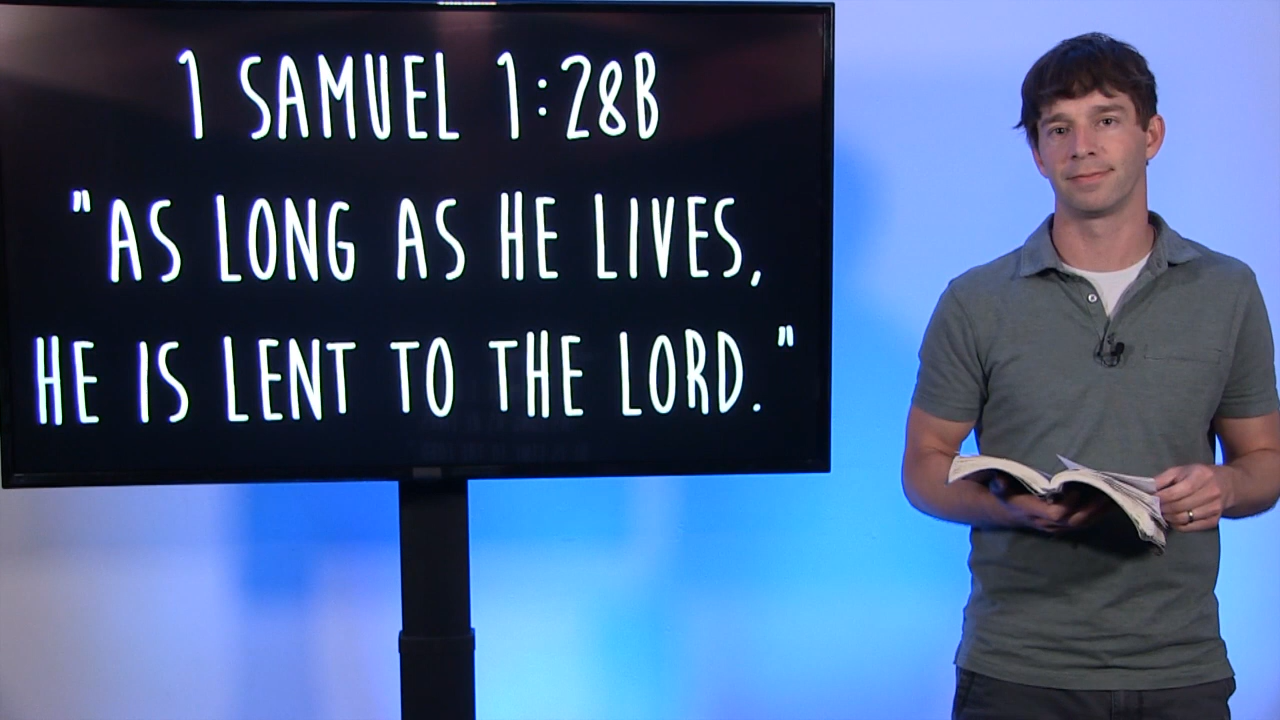 1 SAMUEL 1:28B
"AS LONG AS HE LIVES,
HE IS LENT TO THE LORD."